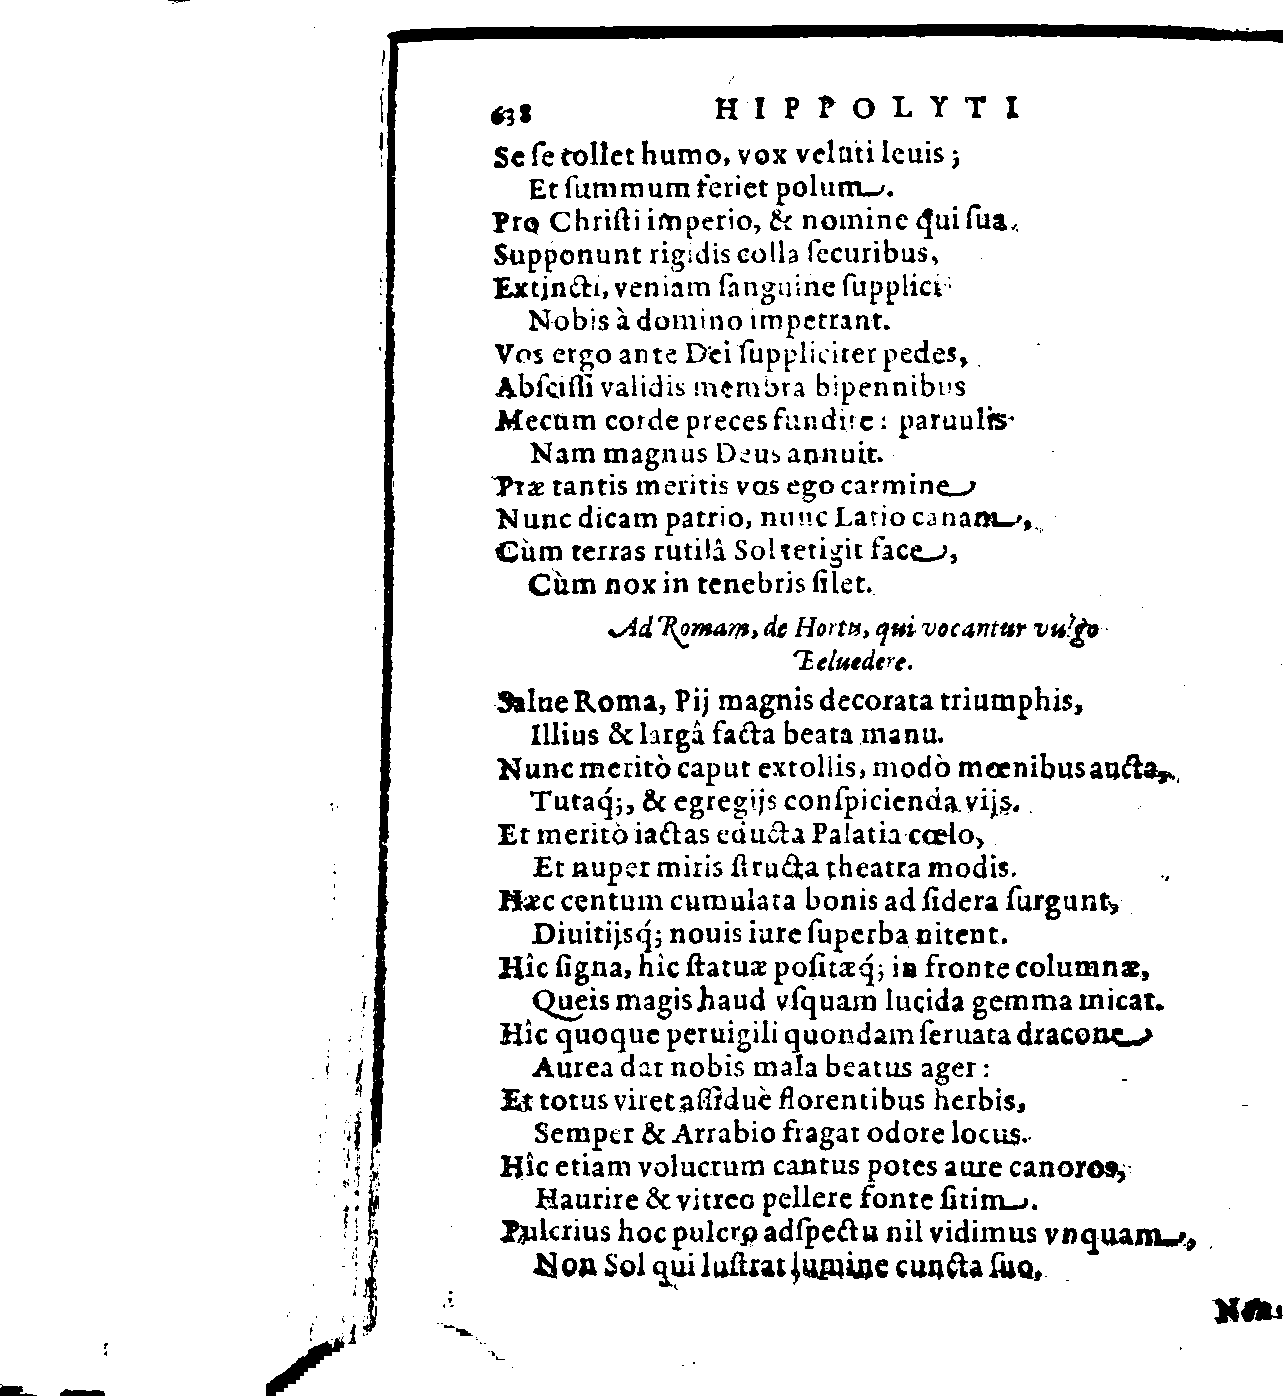 638 HIPPOLYTI
Se ſe tollet humo, vox veluti leuis ;
Et ſummum feriet polum.
Pro Chriſti imperio, & nomine qui ſua
Supponunt rigidis colla ſecuribus,
Extincti, veniam ſanguine ſupplici
Nobis à domino impetrant.
Vos ergo ante Dei ſuppliciter pedes,
Abſciſſi validis membra bipennibus
Mecum corde preces fundite : paruulis
Nam magnus Deus annuit.
Præ tantis meritis vos ego carmine
Nunc dicam patrio, nunc Latio canam,
Cùm terras rutilâ Sol tetigit face,
Cùm nox in tenebris ſilet.
Ad Romam, de Hortis, qui vocantur vulgo
Beluedere.
Salue Roma, Pij magnis decorata triumphis,
Illius & largâ facta beata manu.
Nunc meritò caput extollis, modò mœnibus aucta,
Tutaq́;, & egregijs conſpicienda vijs.
Et meritò iactas educta Palatia cœlo,
Et nuper miris ſtructa theatra modis.
Hæc centum cumulata bonis ad ſidera ſurgunt,
Diuitijsq́; nouis iure ſuperba nitent.
Hîc ſigna, hîc ſtatuæ poſitæq́; in fronte columnæ,
Queis magis haud vſquam lucida gemma micat.
Hîc quoque peruigili quondam ſeruata dracone
Aurea dat nobis mala beatus ager :
Et totus viret aſſiduè florentibus herbis,
Semper & Arrabio fragat odore locus.
Hîc etiam volucrum cantus potes aure canoros,
Haurire & vitreo pellere fonte ſitim.
Pulcrius hoc pulcro adſpectu nil vidimus vnquam,
Non Sol qui luſtrat lumine cuncta ſuo,